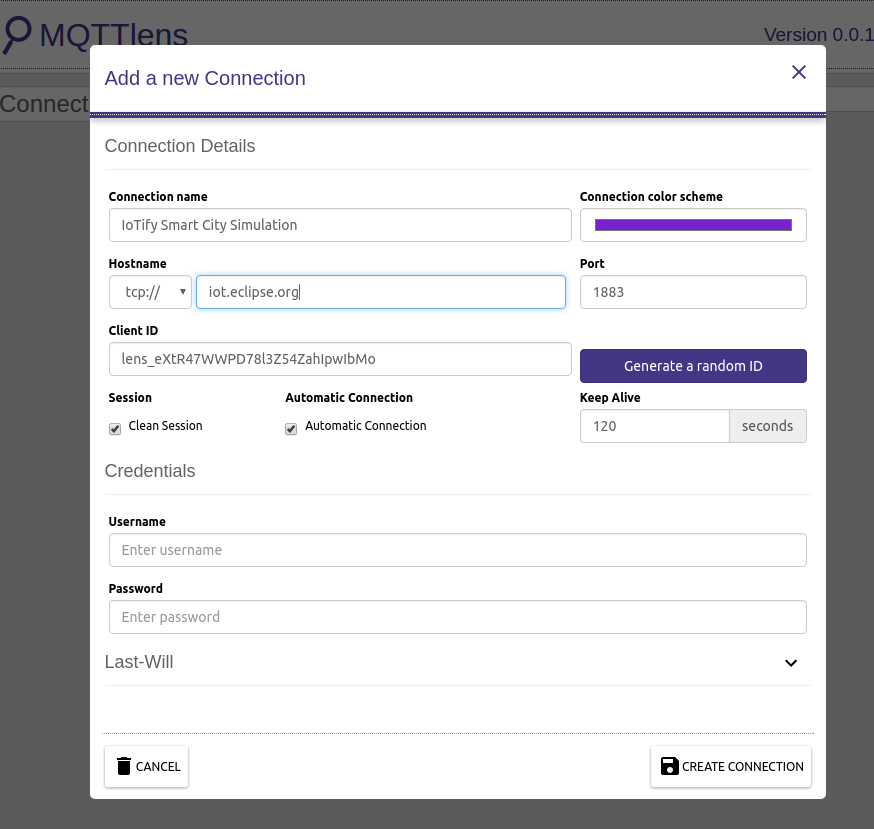 MQTTlens
Version 0.0.1
Connect
Add a new Connection
Connection Details
Connection name
Connection color scheme
IoTify Smart City Simulation
Hostname
Port
tcp://
iot.eclipse.org
1883
Client ID
lens_eXtR47WWPD78l3Z54ZahIpwIbMo
Generate a random ID
Session
Automatic Connection
Keep Alive
Clean Session
Automatic Connection
120
seconds
Credentials
Username
Enter username
Password
Enter password
Last-Will
CANCEL
CREATE CONNECTION